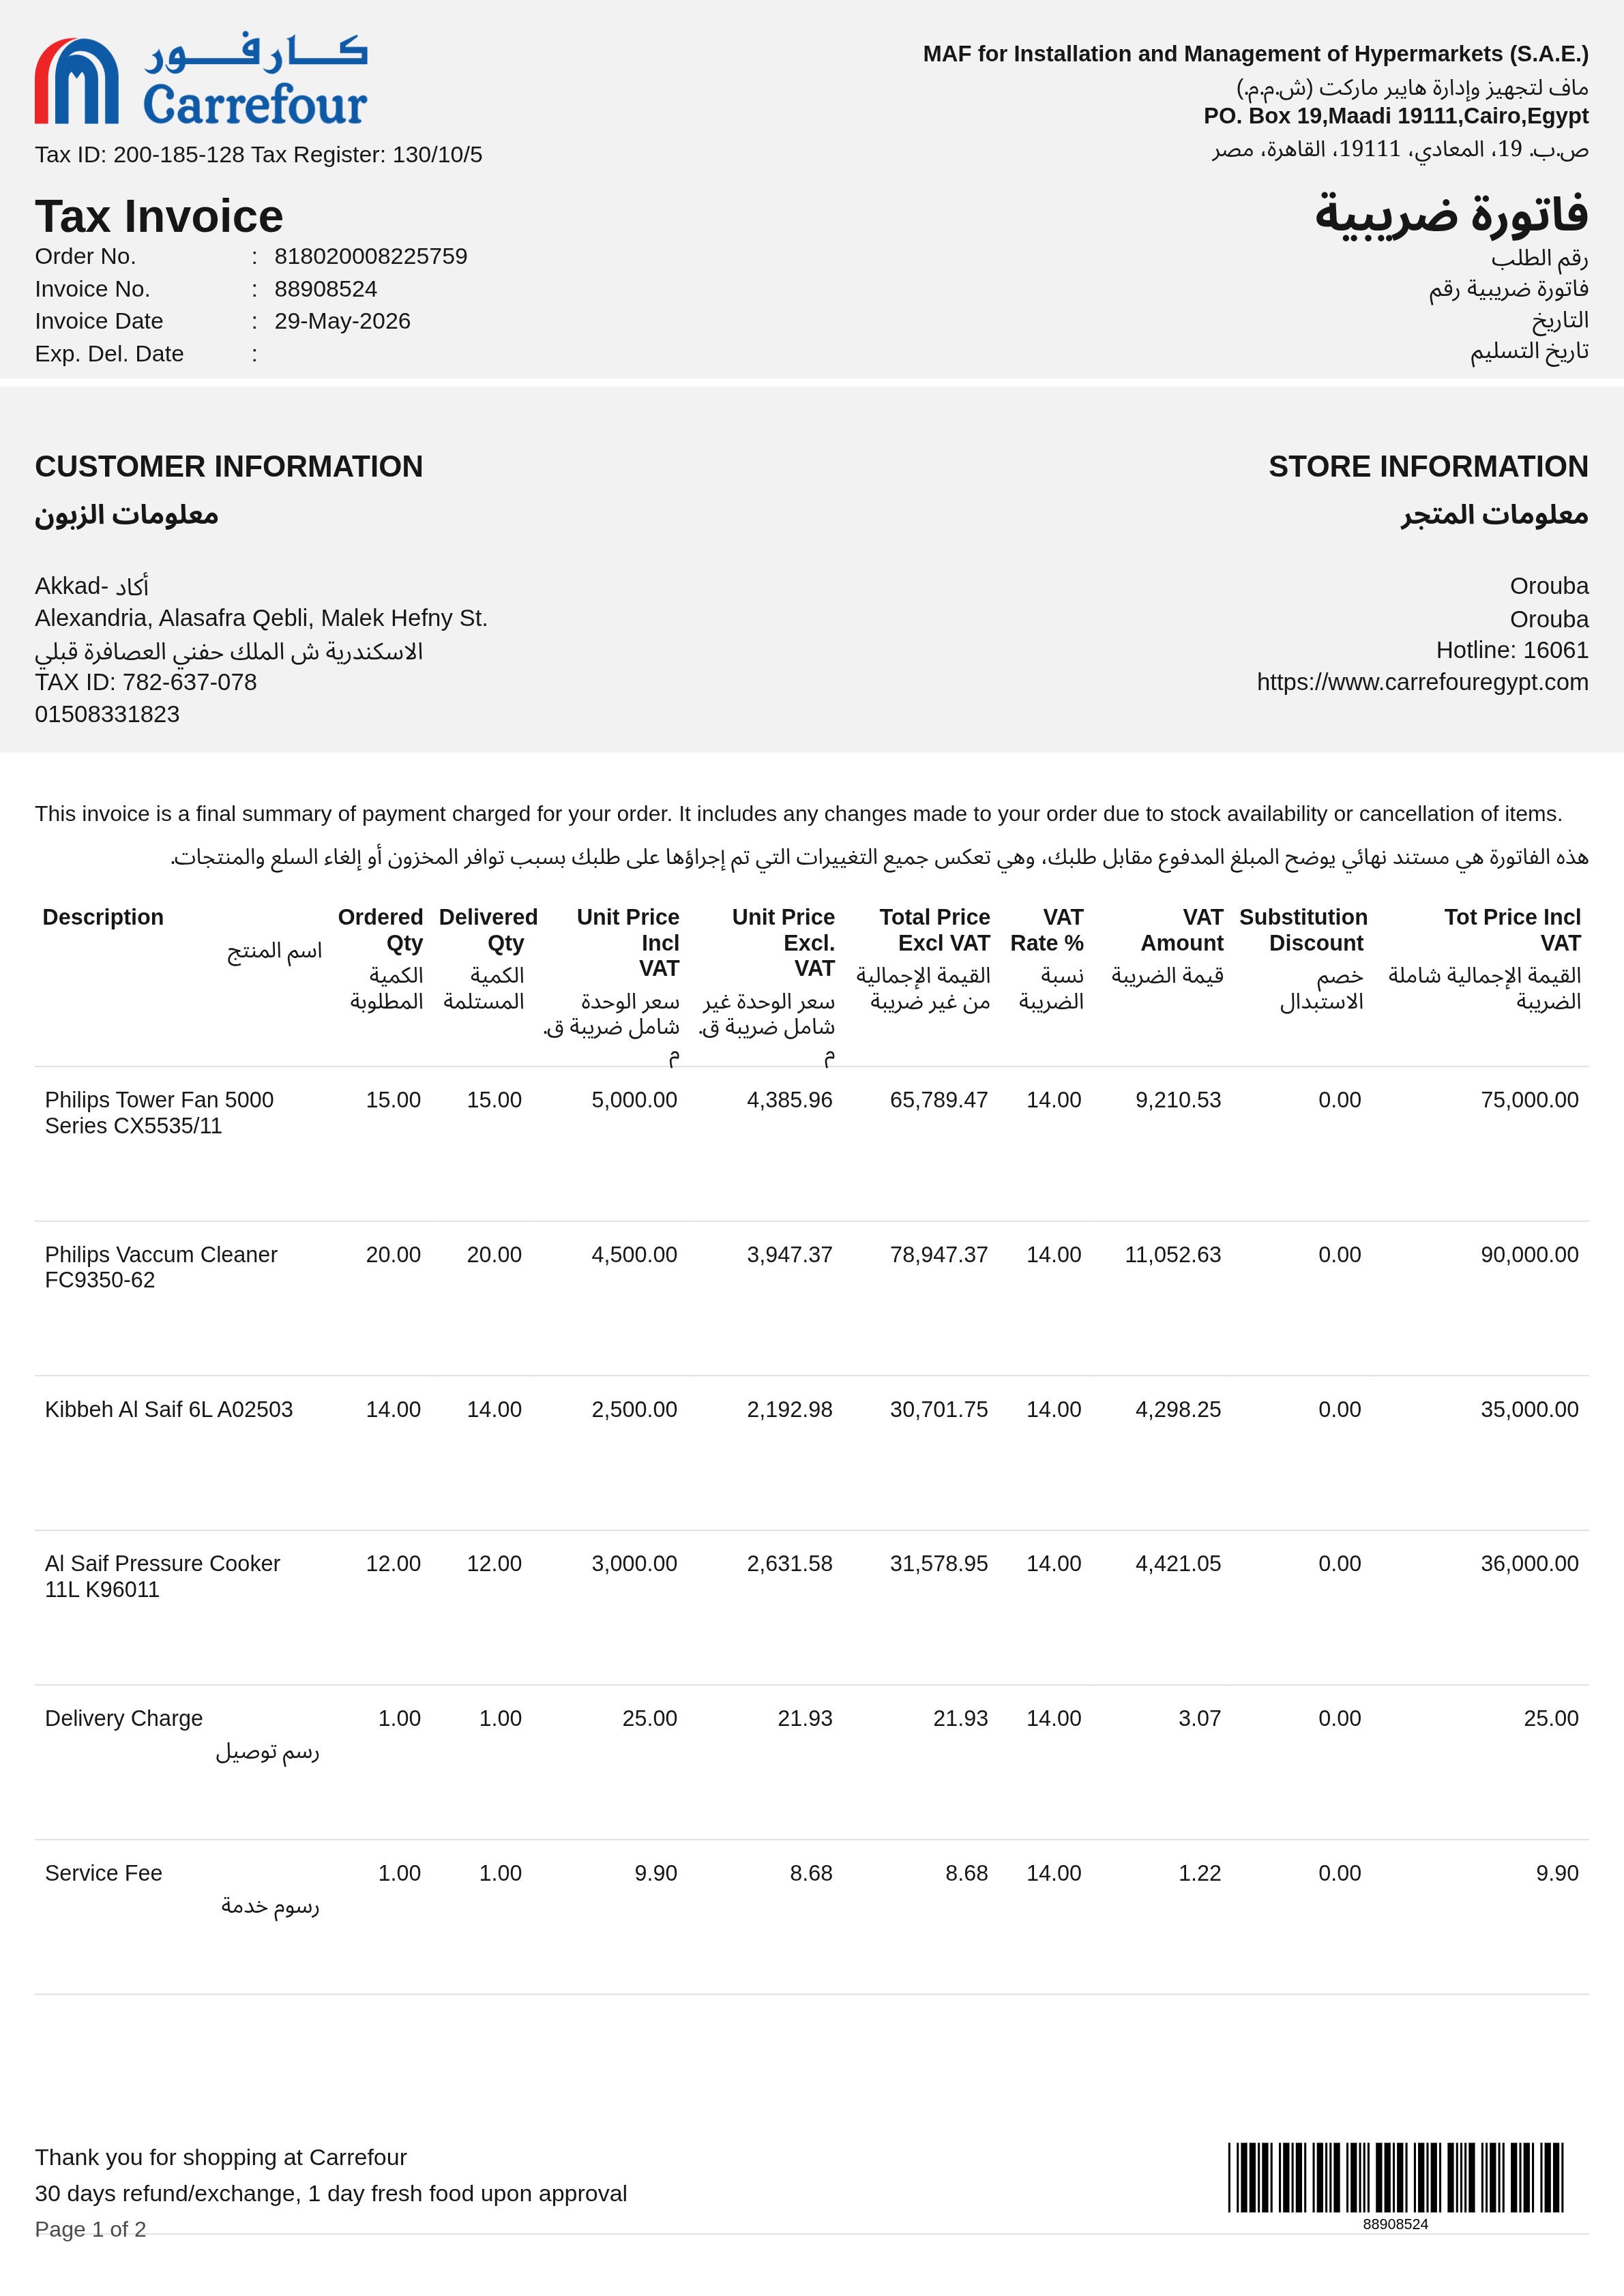 كارفور
Carrefour
Tax ID: 200-185-128 Tax Register: 130/10/5
MAF for Installation and Management of Hypermarkets (S.A.E.)
ماف لتجهيز وإدارة هايبر ماركت (ش.م.م.)
PO. Box 19,Maadi 19111,Cairo,Egypt
ص.ب. 19، المعادي، 19111، القاهرة، مصر
Tax Invoice
فاتورة ضريبية
Order No. : 818020008225759 رقم الطلب
Invoice No. : 88908524 فاتورة ضريبية رقم
Invoice Date : 29-May-2026 التاريخ
Exp. Del. Date : تاريخ التسليم
CUSTOMER INFORMATION
معلومات الزبون
Akkad- أكاد
Alexandria, Alasafra Qebli, Malek Hefny St.
الاسكندرية ش الملك حفني العصافرة قبلي
TAX ID: 782-637-078
01508331823
STORE INFORMATION
معلومات المتجر
Orouba
Orouba
Hotline: 16061
https://www.carrefouregypt.com
This invoice is a final summary of payment charged for your order. It includes any changes made to your order due to stock availability or cancellation of items.
هذه الفاتورة هي مستند نهائي يوضح المبلغ المدفوع مقابل طلبك، وهي تعكس جميع التغييرات التي تم إجراؤها على طلبك بسبب توافر المخزون أو إلغاء السلع والمنتجات.
Description
اسم المنتج
Ordered
Qty
الكمية
المطلوبة
Delivered
Qty
الكمية
المستلمة
Unit Price
Incl
VAT
سعر الوحدة
شامل ضريبة ق.
م
Unit Price
Excl.
VAT
سعر الوحدة غير
شامل ضريبة ق.
م
Total Price
Excl VAT
القيمة الإجمالية
من غير ضريبة
VAT
Rate %
نسبة
الضريبة
VAT
Amount
قيمة الضريبة
Substitution
Discount
خصم
الاستبدال
Tot Price Incl
VAT
القيمة الإجمالية شاملة
الضريبة
Philips Tower Fan 5000 15.00 15.00 5,000.00 4,385.96 65,789.47 14.00 9,210.53 0.00 75,000.00
Series CX5535/11
Philips Vaccum Cleaner 20.00 20.00 4,500.00 3,947.37 78,947.37 14.00 11,052.63 0.00 90,000.00
FC9350-62
Kibbeh Al Saif 6L A02503 14.00 14.00 2,500.00 2,192.98 30,701.75 14.00 4,298.25 0.00 35,000.00
Al Saif Pressure Cooker 12.00 12.00 3,000.00 2,631.58 31,578.95 14.00 4,421.05 0.00 36,000.00
11L K96011
Delivery Charge 1.00 1.00 25.00 21.93 21.93 14.00 3.07 0.00 25.00
رسم توصيل
Service Fee 1.00 1.00 9.90 8.68 8.68 14.00 1.22 0.00 9.90
رسوم خدمة
Thank you for shopping at Carrefour
30 days refund/exchange, 1 day fresh food upon approval
Page 1 of 2
88908524